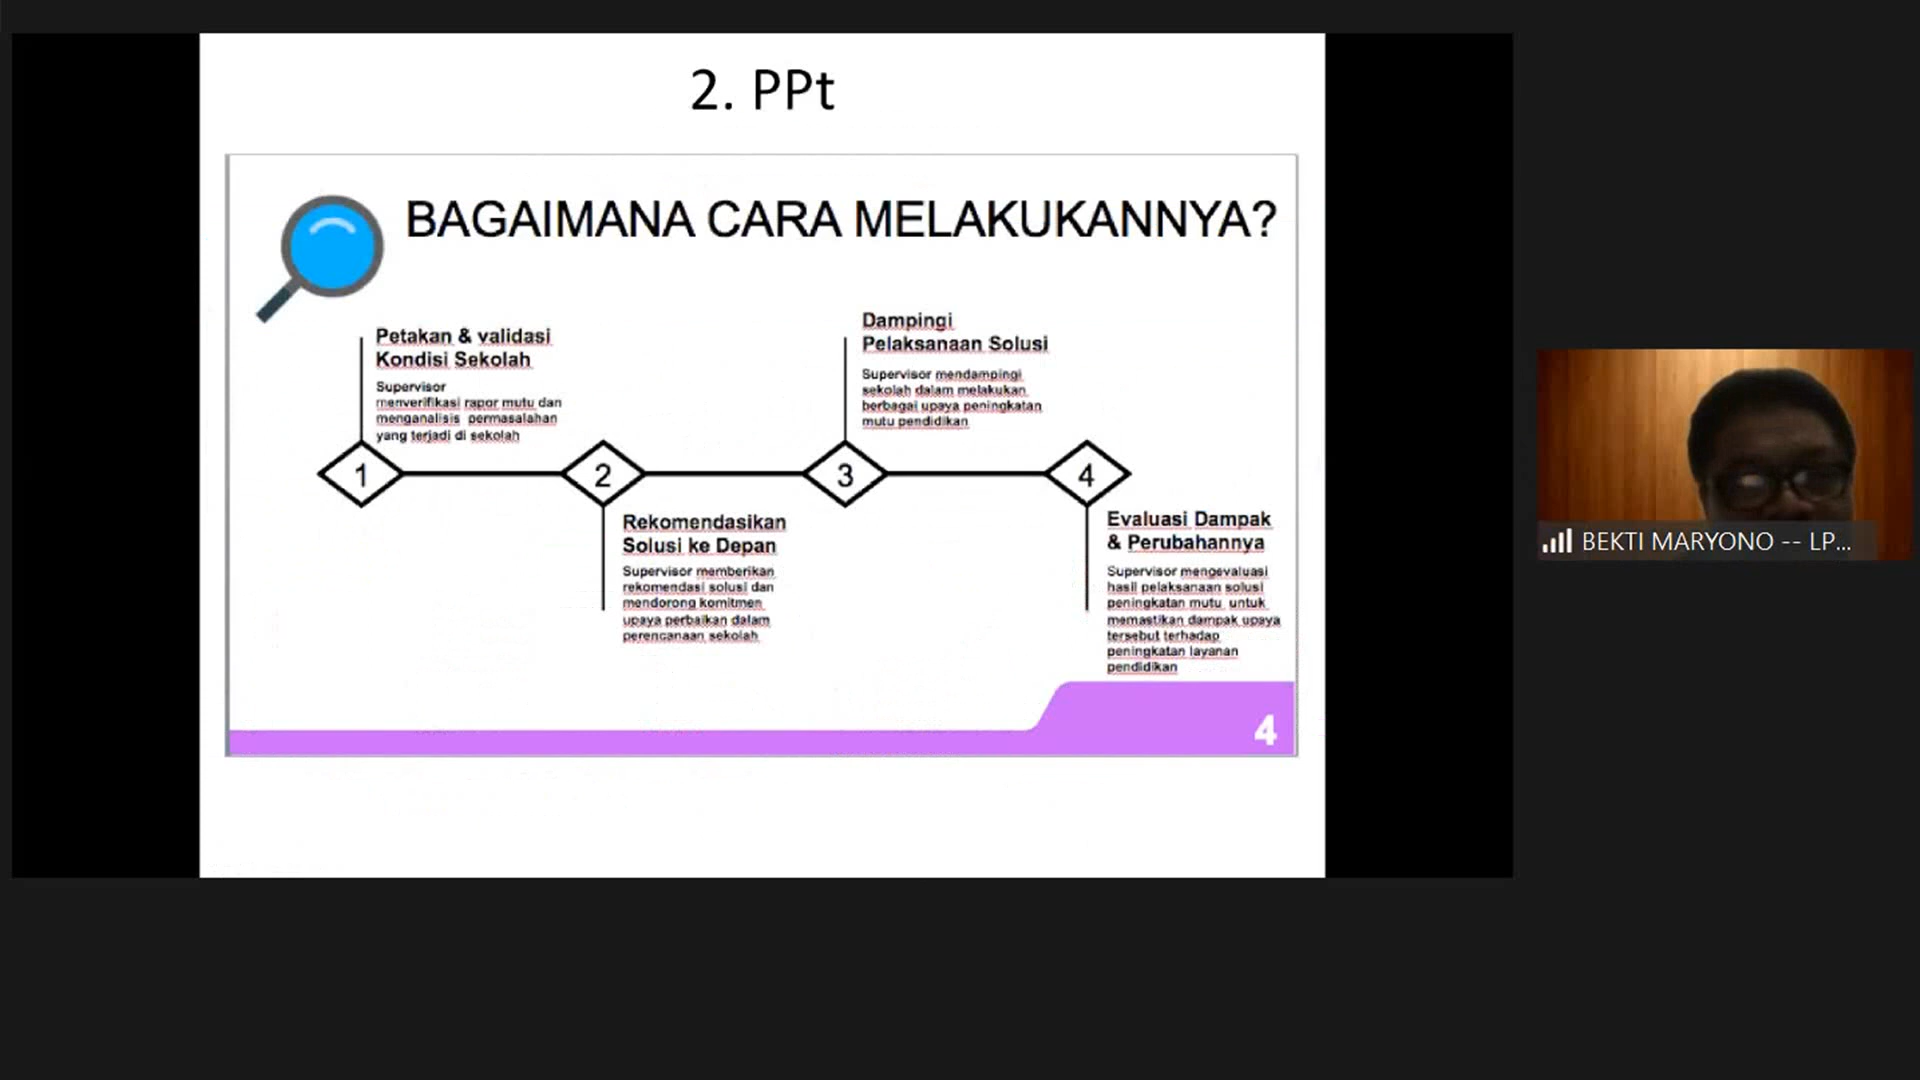 2. PPt
BAGAIMANA CARA MELAKUKANNYA?
Petakan & validasi
Kondisi Sekolah
Supervisor
menverifikasi rapor mutu dan
menganalisis permasalahan
yang terjadi di sekolah
Dampingi
Pelaksanaan Solusi
Supervisor mendampingi
sekolah dalam melakukan
berbagai upaya peningkatan
mutu pendidikan
1
2
3
4
Rekomendasikan
Solusi ke Depan
Supervisor memberikan
rekomendasi solusi dan
mendorong komitmen
upaya perbaikan dalam
perencanaan sekolah
Evaluasi Dampak
& Perubahannya
Supervisor mengevaluasi
hasil pelaksanaan solusi
peningkatan mutu untuk
memastikan dampak upaya
tersebut terhadap
peningkatan layanan
pendidikan
4
BEKTI MARYONO -- LP...